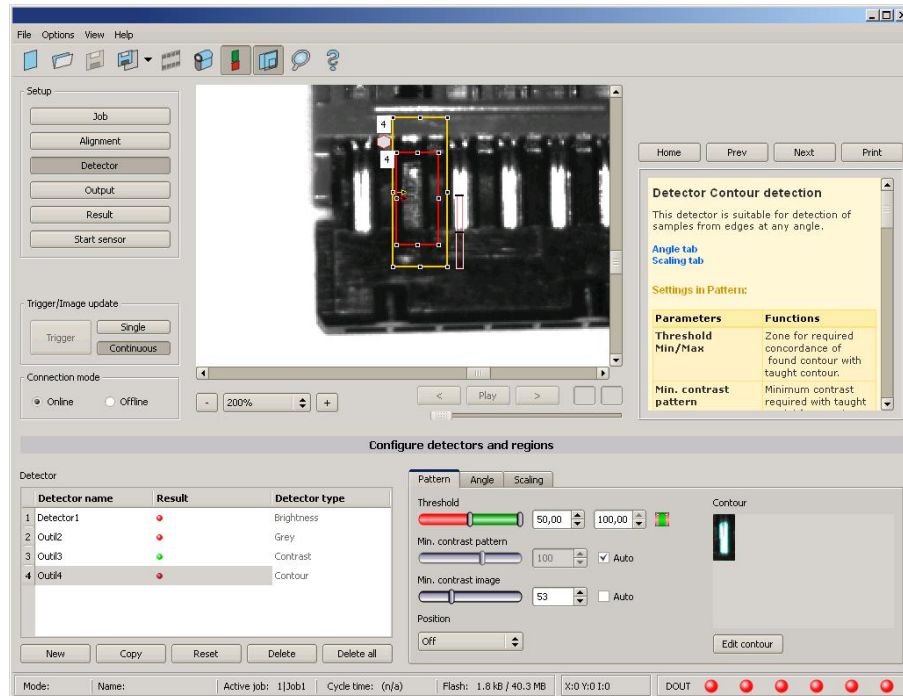 File Options View Help
Setup
Job
Alignment
Detector
Output
Result
Start sensor
Trigger/Image update
Trigger
Single
Continuous
Connection mode
Online Offline
4
4
- 200% +
< Play >
Home Prev Next Print
Detector Contour detection
This detector is suitable for detection of
samples from edges at any angle.
Angle tab
Scaling tab
Settings in Pattern:
Parameters Functions
Threshold Min/Max
Zone for required
concordance of
found contour with
taught contour.
Min. contrast pattern
Minimum contrast
required with taught
Configure detectors and regions
Detector
Detector name Result Detector type
1 Detector1 Brightness
2 Outil2 Grey
3 Outil3 Contrast
4 Outil4 Contour
New Copy Reset Delete Delete all
Pattern Angle Scaling
Threshold
50,00 100,00
Min. contrast pattern
100 Auto
Min. contrast image
53 Auto
Position
Off
Contour
Edit contour
Mode: Name: Active job: 1|Job1 Cycle time: (n/a) Flash: 1.8 kB / 40.3 MB X:0 Y:0 I:0 DOUT